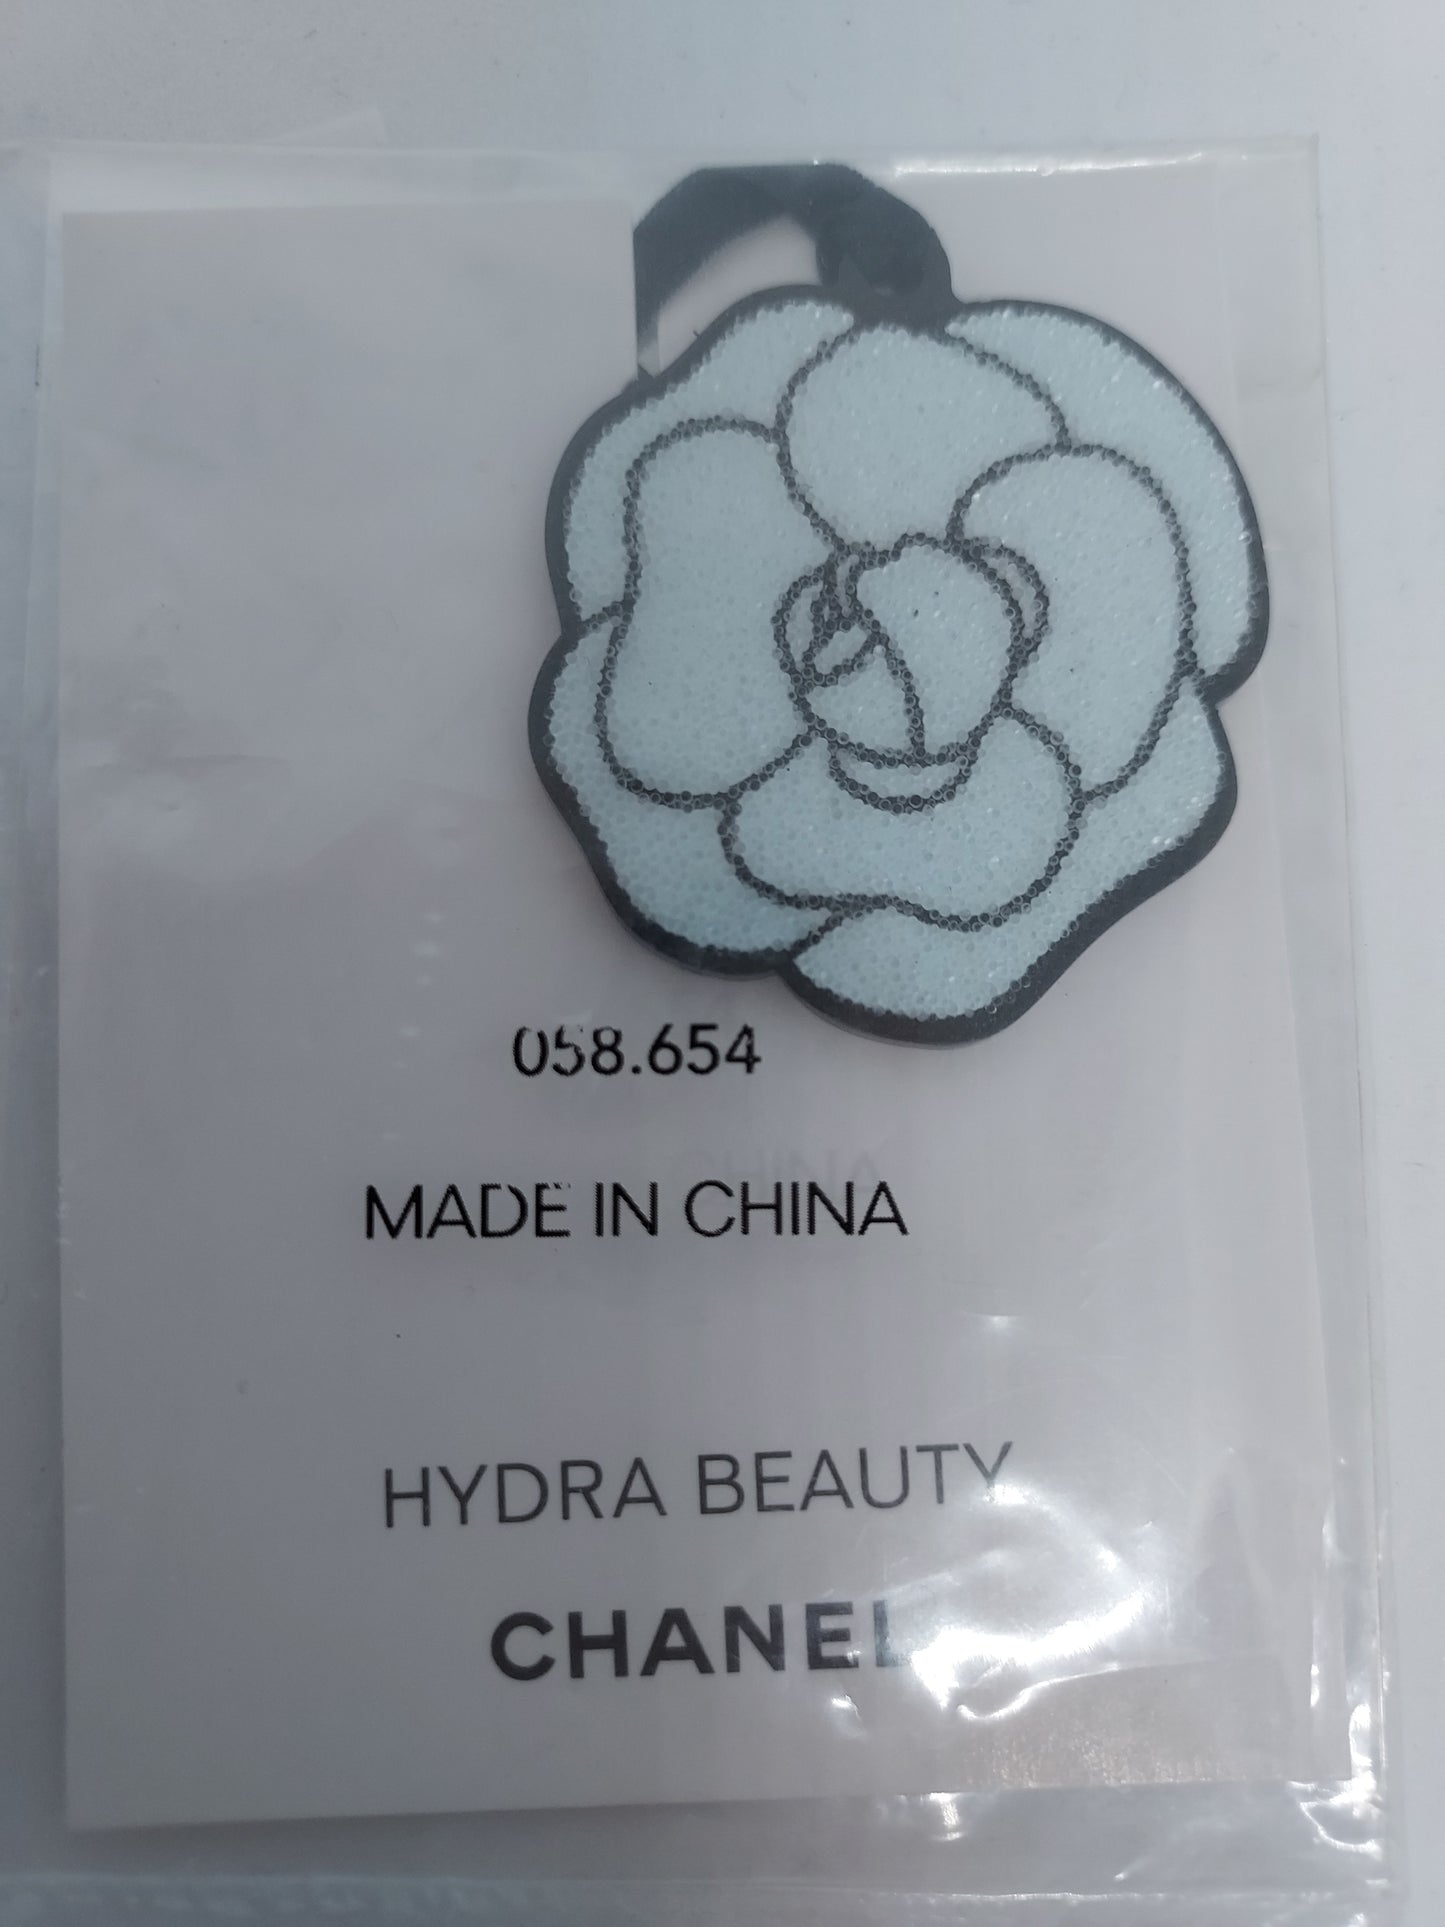 058.654
MADE IN CHINA
HYDRA BEAUTY
CHANEL